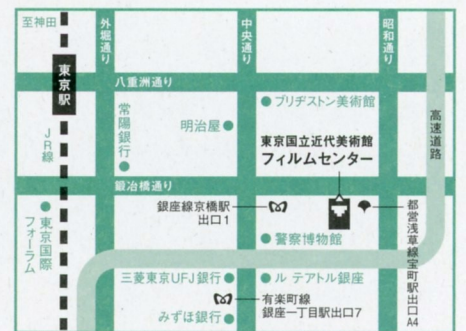 至神田
外堀通り
中央通り
昭和通り
東京駅
八重洲通り
高速道路
常陽銀行
ブリヂストン美術館
明治屋
東京国立近代美術館
フィルムセンター
JR線
鍛冶橋通り
東京国際
フォーラム
銀座線京橋駅
出口1
都営浅草線宝町駅出口A4
警察博物館
三菱東京UFJ銀行
ル テアトル銀座
有楽町線
銀座一丁目駅出口7
みずほ銀行